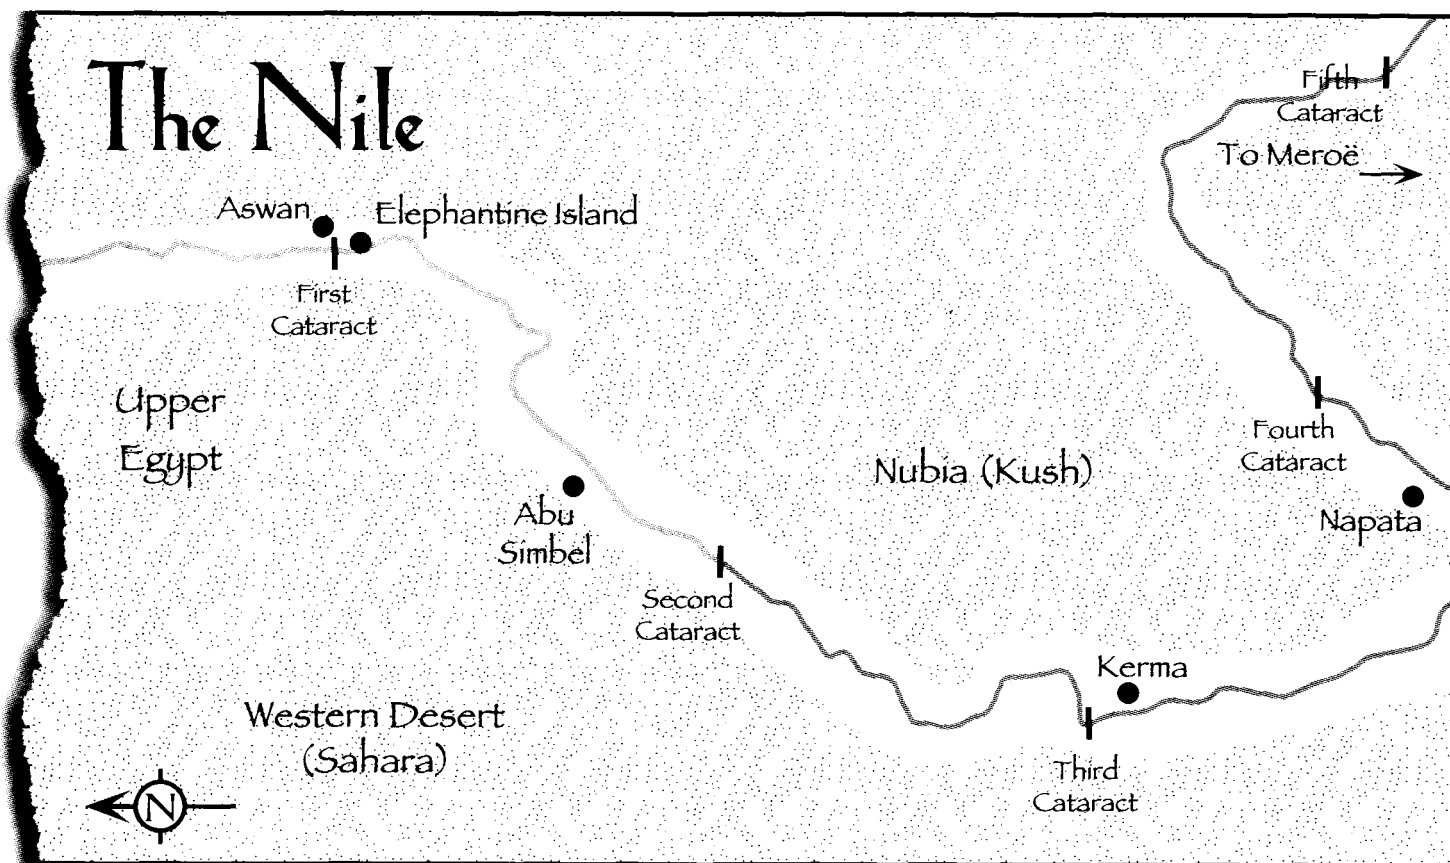 The Nile
Fifth
Cataract
To Meroë
Aswan
Elephantine Island
First
Cataract
Upper
Egypt
Fourth
Cataract
Nubia (Kush)
Napata
Abu
Simbel
Second
Cataract
Kerma
Western Desert
(Sahara)
Third
Cataract
N